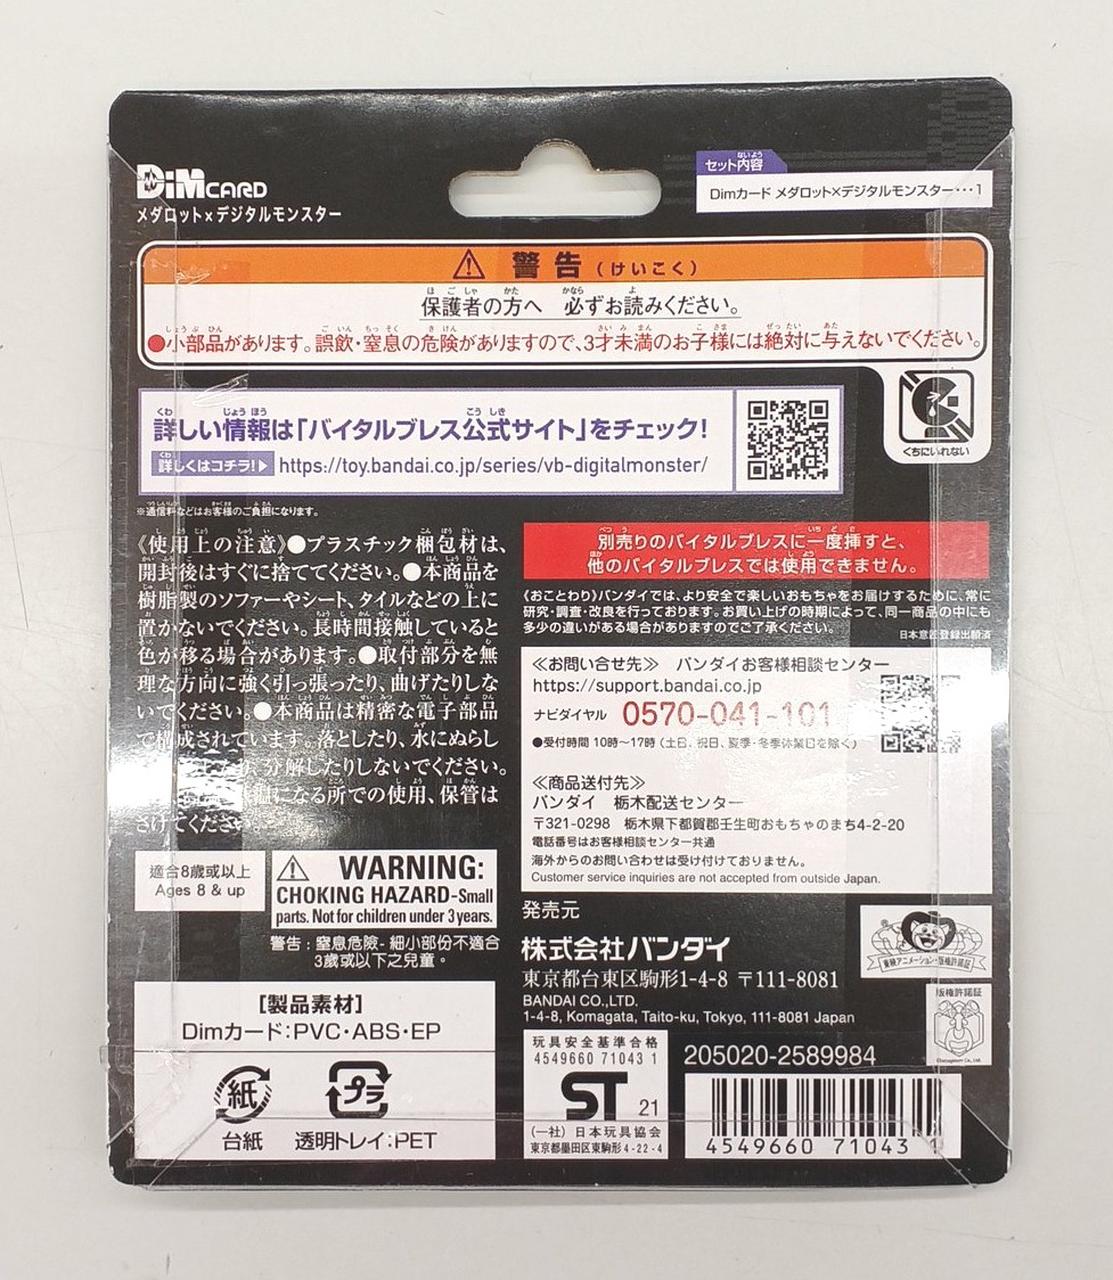 DiMCARD
メダロット×デジタルモンスター
セット内容
Dimカード メダロット×デジタルモンスター・・・1
警告(けいこく)
保護者の方へ 必ずお読みください。
●小部品があります。誤飲・窒息の危険がありますので、3才未満のお子様には絶対に与えないでください。
くちにいれない
詳しい情報は「バイタルブレス公式サイト」をチェック!
詳しくはコチラ!▶ https://toy.bandai.co.jp/series/vb-digitalmonster/
※通信料などはお客様のご負担になります。
《使用上の注意》●プラスチック梱包材は、
開封後はすぐに捨ててください。●本商品を
樹脂製のソファーやシート、タイルなどの上に
置かないでください。長時間接触していると
色が移る場合があります。●取付部分を無
理な方向に強く引っ張ったり、曲げたりしな
いでください。●本商品は精密な電子部品
で構成されています。落としたり、水にぬらし
たり、分解したりしないでください。
温になる所での使用、保管は
さけてください
別売りのバイタルブレスに一度挿すと、
他のバイタルブレスでは使用できません。
《おことわり》バンダイでは、より安全で楽しいおもちゃをお届けするために、常に
研究・調査・改良を行っております。お買い上げの時期によって、同一商品の中にも
多少の違いがある場合がありますのでご了承ください。
日本意匠登録出願済
≪お問い合せ先≫ バンダイお客様相談センター
https://support.bandai.co.jp
ナビダイヤル 0570-041-101
●受付時間 10時〜17時(土日、祝日、夏季・冬季休業日を除く)
≪商品送付先≫
バンダイ 栃木配送センター
〒321-0298 栃木県下都賀郡壬生町おもちゃのまち4-2-20
電話番号はお客様相談センター共通
海外からのお問い合わせは受け付けておりません。
Customer service inquiries are not accepted from outside Japan.
適合8歲或以上
Ages 8 & up
WARNING:
CHOKING HAZARD-Small
parts. Not for children under 3 years.
警告:窒息危險-細小部份不適合
3歲或以下之兒童。
発売元
株式会社バンダイ
東京都台東区駒形1-4-8 〒111-8081
BANDAI CO.,LTD.
1-4-8, Komagata, Taito-ku, Tokyo, 111-8081 Japan
東映アニメーション・版権許諾証
版権許諾証
[製品素材]
Dimカード:PVC・ABS・EP
紙
台紙
プラ
透明トレイ:PET
玩具安全基準合格
4549660 71043 1
ST 21
(一社)日本玩具協会
東京都墨田区東駒形4-22-4
205020-2589984
4549660 71043 1